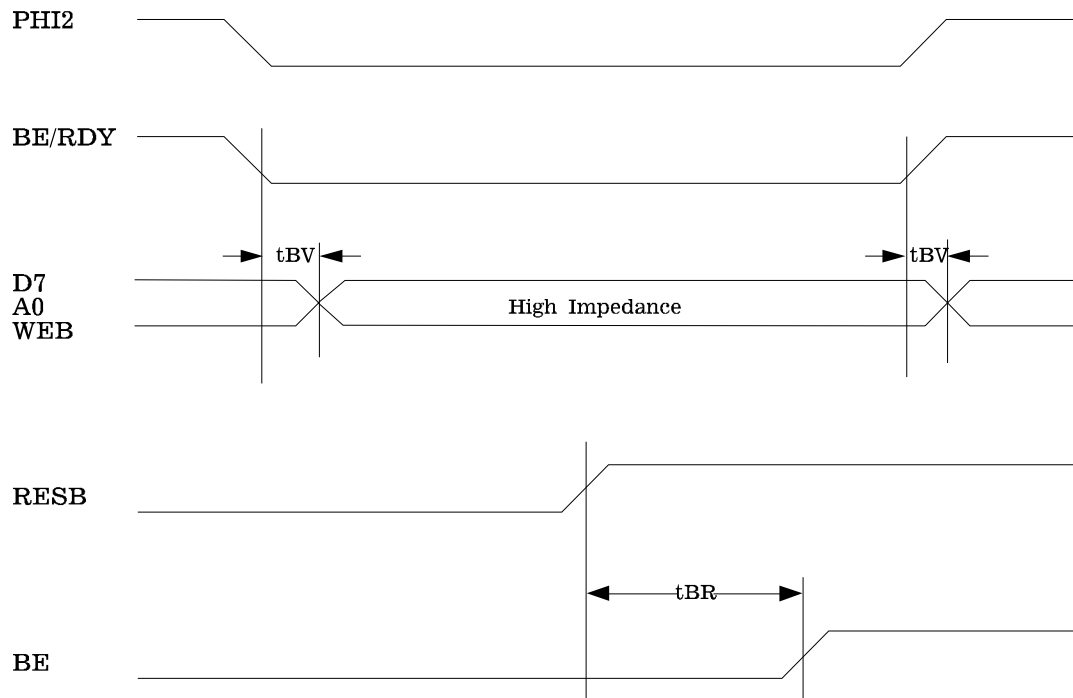 PHI2
BE/RDY
tBV
tBV
D7
A0
High Impedance
WEB
RESB
tBR
BE